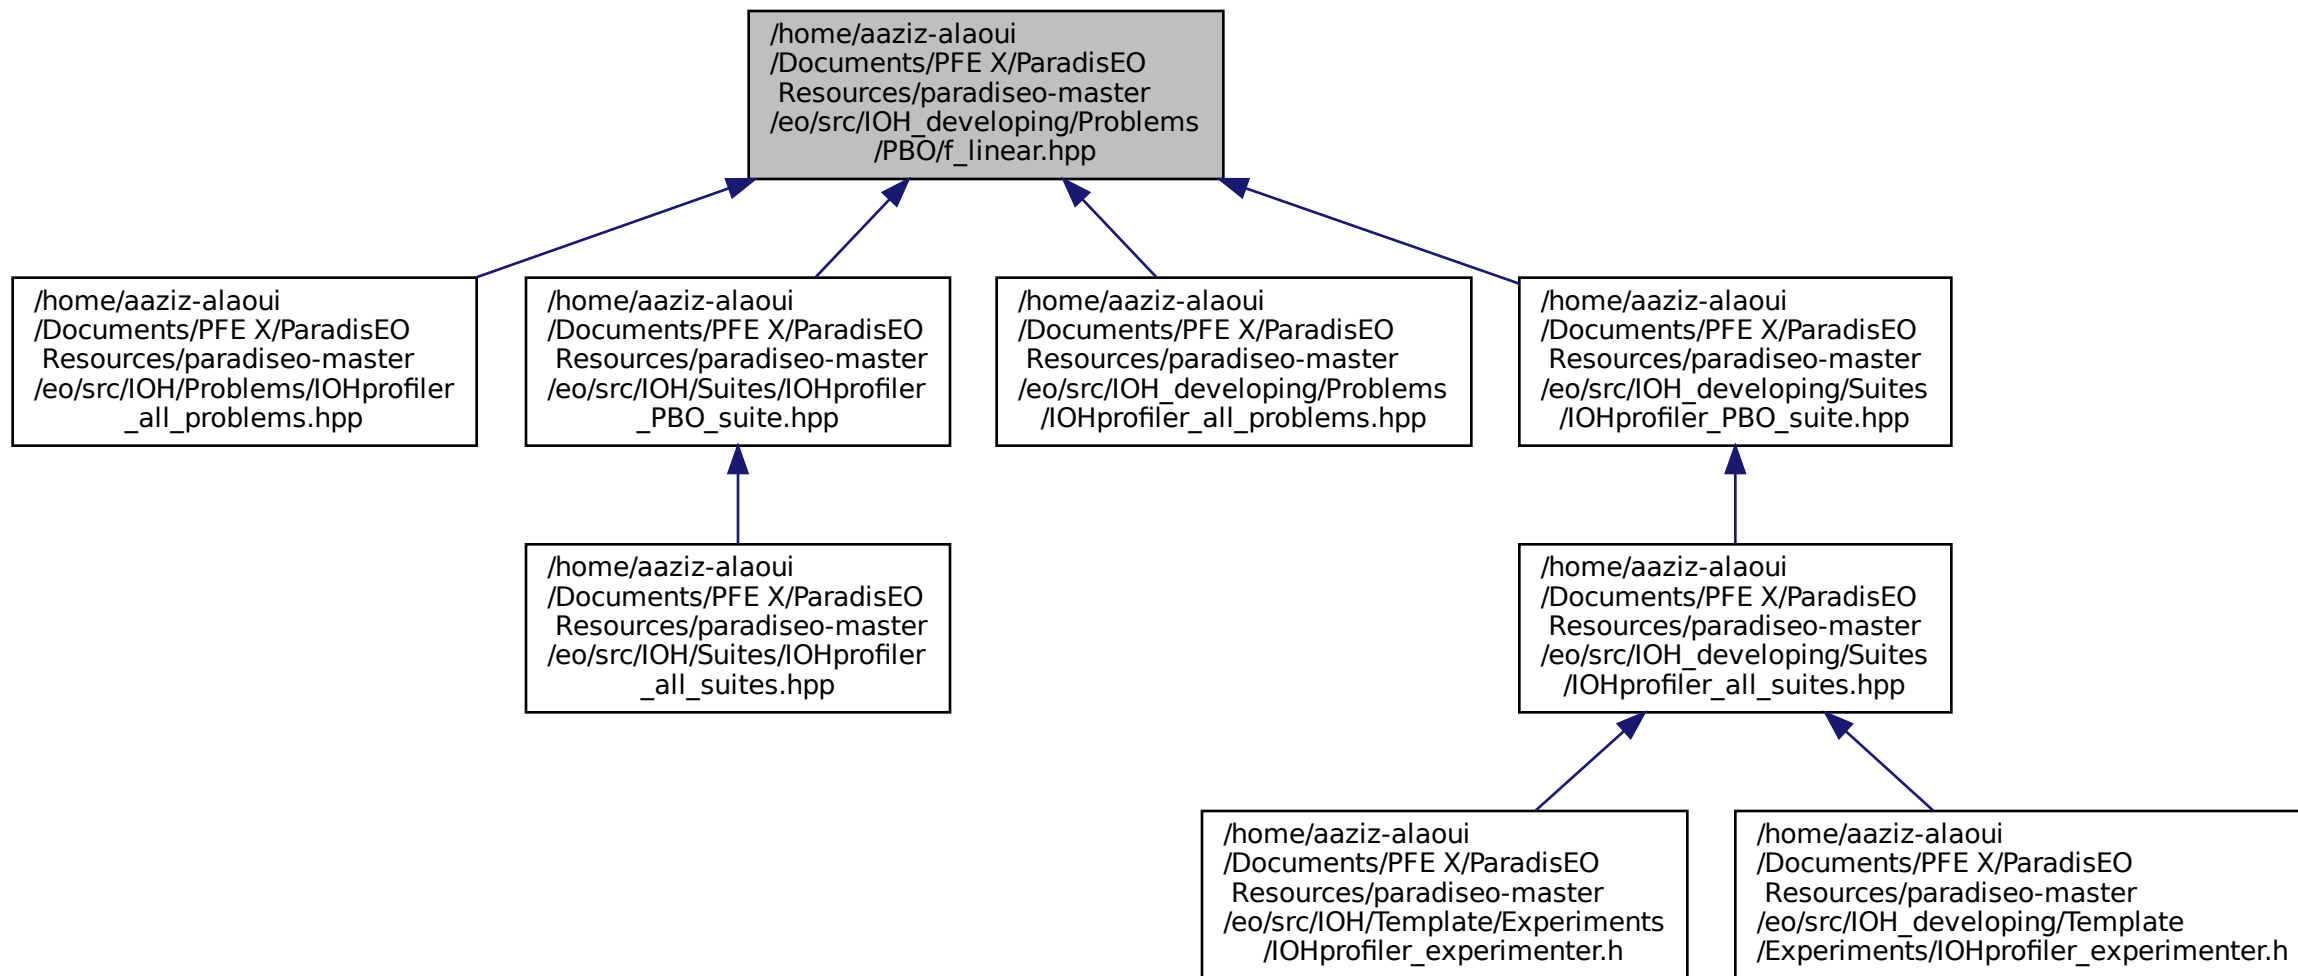 /home/aaziz-alaoui
/Documents/PFE X/ParadisEO
Resources/paradiseo-master
/eo/src/IOH_developing/Problems
/PBO/f_linear.hpp
/home/aaziz-alaoui
/Documents/PFE X/ParadisEO
Resources/paradiseo-master
/eo/src/IOH/Problems/IOHprofiler
_all_problems.hpp
/home/aaziz-alaoui
/Documents/PFE X/ParadisEO
Resources/paradiseo-master
/eo/src/IOH/Suites/IOHprofiler
_PBO_suite.hpp
/home/aaziz-alaoui
/Documents/PFE X/ParadisEO
Resources/paradiseo-master
/eo/src/IOH_developing/Problems
/IOHprofiler_all_problems.hpp
/home/aaziz-alaoui
/Documents/PFE X/ParadisEO
Resources/paradiseo-master
/eo/src/IOH_developing/Suites
/IOHprofiler_PBO_suite.hpp
/home/aaziz-alaoui
/Documents/PFE X/ParadisEO
Resources/paradiseo-master
/eo/src/IOH/Suites/IOHprofiler
_all_suites.hpp
/home/aaziz-alaoui
/Documents/PFE X/ParadisEO
Resources/paradiseo-master
/eo/src/IOH_developing/Suites
/IOHprofiler_all_suites.hpp
/home/aaziz-alaoui
/Documents/PFE X/ParadisEO
Resources/paradiseo-master
/eo/src/IOH/Template/Experiments
/IOHprofiler_experimenter.h
/home/aaziz-alaoui
/Documents/PFE X/ParadisEO
Resources/paradiseo-master
/eo/src/IOH_developing/Template
/Experiments/IOHprofiler_experimenter.h